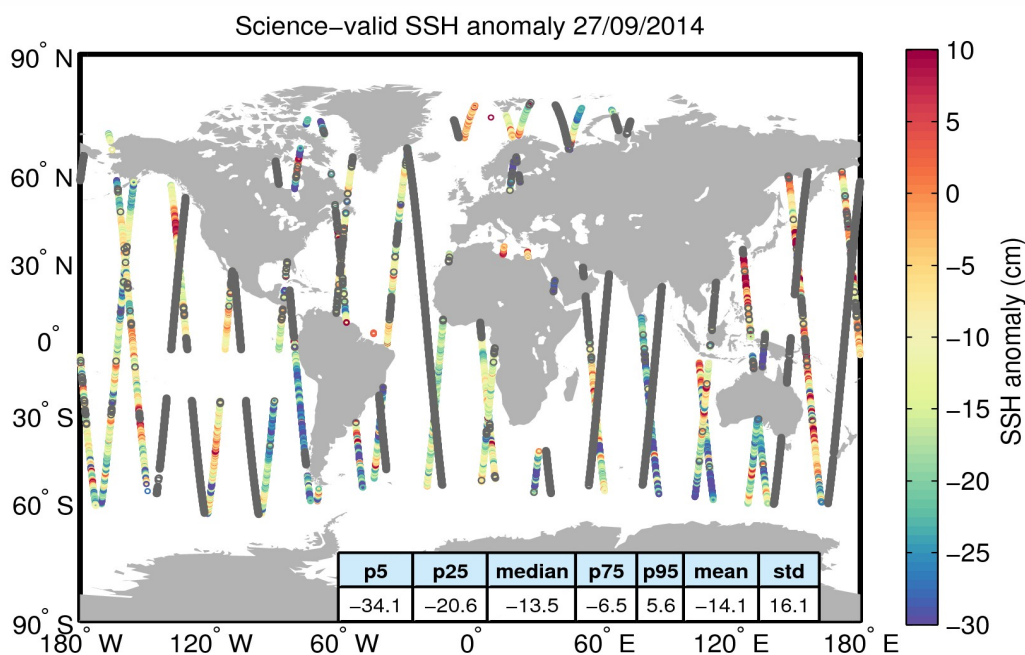 Science−valid SSH anomaly 27/09/2014
90° N
60° N
30° N
0°
30° S
60° S
90° S
180° W
120° W
60° W
0°
60° E
120° E
180° E
p5 p25 median p75 p95 mean std
−34.1 −20.6 −13.5 −6.5 5.6 −14.1 16.1
10
5
0
−5
−10
−15
−20
−25
−30
SSH anomaly (cm)